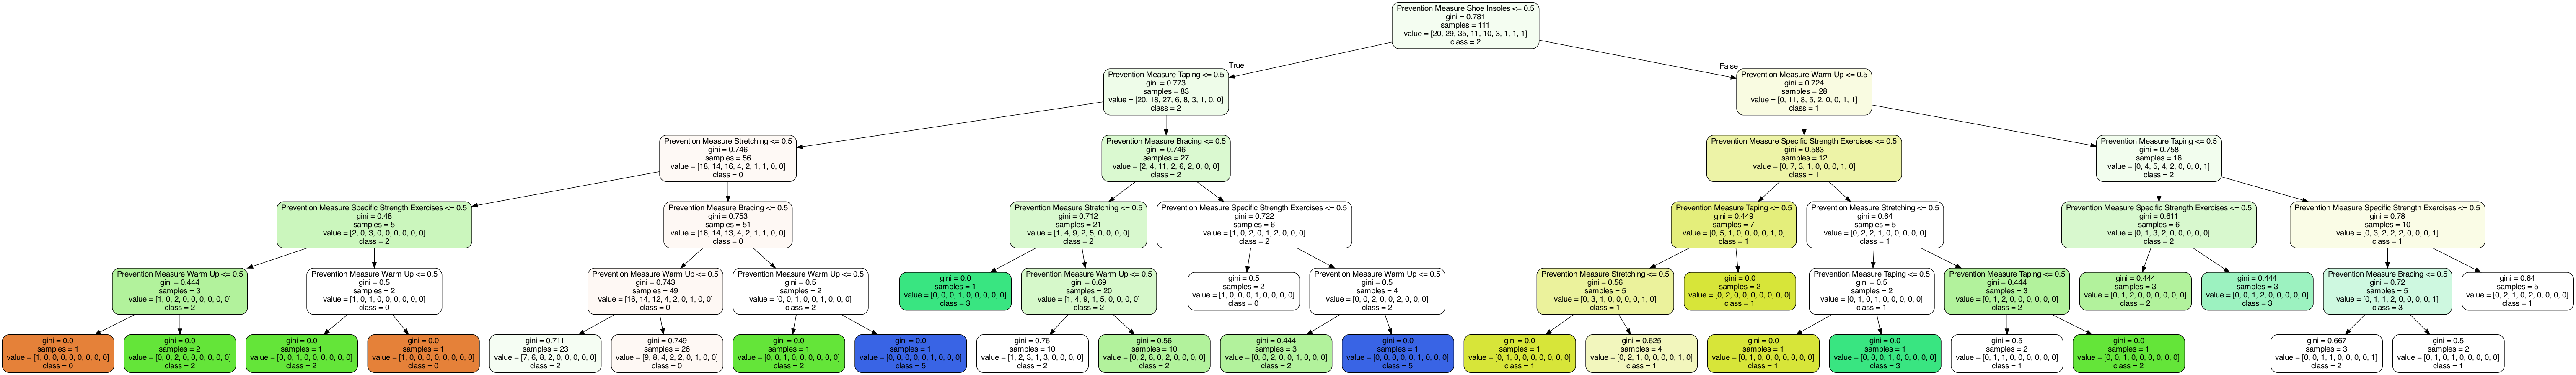 Prevention Measure Shoe Insoles <= 0.5
gini = 0.781
samples = 111
value = [20, 29, 35, 11, 10, 3, 1, 1, 1]
class = 2
True
False
Prevention Measure Taping <= 0.5
gini = 0.773
samples = 83
value = [20, 18, 27, 6, 8, 3, 1, 0, 0]
class = 2
Prevention Measure Warm Up <= 0.5
gini = 0.724
samples = 28
value = [0, 11, 8, 5, 2, 0, 0, 1, 1]
class = 1
Prevention Measure Stretching <= 0.5
gini = 0.746
samples = 56
value = [18, 14, 16, 4, 2, 1, 1, 0, 0]
class = 0
Prevention Measure Bracing <= 0.5
gini = 0.746
samples = 27
value = [2, 4, 11, 2, 6, 2, 0, 0, 0]
class = 2
Prevention Measure Specific Strength Exercises <= 0.5
gini = 0.583
samples = 12
value = [0, 7, 3, 1, 0, 0, 0, 1, 0]
class = 1
Prevention Measure Taping <= 0.5
gini = 0.758
samples = 16
value = [0, 4, 5, 4, 2, 0, 0, 0, 1]
class = 2
Prevention Measure Specific Strength Exercises <= 0.5
gini = 0.48
samples = 5
value = [2, 0, 3, 0, 0, 0, 0, 0, 0]
class = 2
Prevention Measure Bracing <= 0.5
gini = 0.753
samples = 51
value = [16, 14, 13, 4, 2, 1, 1, 0, 0]
class = 0
Prevention Measure Stretching <= 0.5
gini = 0.712
samples = 21
value = [1, 4, 9, 2, 5, 0, 0, 0, 0]
class = 2
Prevention Measure Specific Strength Exercises <= 0.5
gini = 0.722
samples = 6
value = [1, 0, 2, 0, 1, 2, 0, 0, 0]
class = 2
Prevention Measure Taping <= 0.5
gini = 0.449
samples = 7
value = [0, 5, 1, 0, 0, 0, 0, 1, 0]
class = 1
Prevention Measure Stretching <= 0.5
gini = 0.64
samples = 5
value = [0, 2, 2, 1, 0, 0, 0, 0, 0]
class = 1
Prevention Measure Specific Strength Exercises <= 0.5
gini = 0.611
samples = 6
value = [0, 1, 3, 2, 0, 0, 0, 0, 0]
class = 2
Prevention Measure Specific Strength Exercises <= 0.5
gini = 0.78
samples = 10
value = [0, 3, 2, 2, 2, 0, 0, 0, 1]
class = 1
Prevention Measure Warm Up <= 0.5
gini = 0.444
samples = 3
value = [1, 0, 2, 0, 0, 0, 0, 0, 0]
class = 2
Prevention Measure Warm Up <= 0.5
gini = 0.5
samples = 2
value = [1, 0, 1, 0, 0, 0, 0, 0, 0]
class = 0
Prevention Measure Warm Up <= 0.5
gini = 0.743
samples = 49
value = [16, 14, 12, 4, 2, 0, 1, 0, 0]
class = 0
Prevention Measure Warm Up <= 0.5
gini = 0.5
samples = 2
value = [0, 0, 1, 0, 0, 1, 0, 0, 0]
class = 2
gini = 0.0
samples = 1
value = [0, 0, 0, 1, 0, 0, 0, 0, 0]
class = 3
Prevention Measure Warm Up <= 0.5
gini = 0.69
samples = 20
value = [1, 4, 9, 1, 5, 0, 0, 0, 0]
class = 2
gini = 0.5
samples = 2
value = [1, 0, 0, 0, 1, 0, 0, 0, 0]
class = 0
Prevention Measure Warm Up <= 0.5
gini = 0.5
samples = 4
value = [0, 0, 2, 0, 0, 2, 0, 0, 0]
class = 2
Prevention Measure Stretching <= 0.5
gini = 0.56
samples = 5
value = [0, 3, 1, 0, 0, 0, 0, 1, 0]
class = 1
gini = 0.0
samples = 2
value = [0, 2, 0, 0, 0, 0, 0, 0, 0]
class = 1
Prevention Measure Taping <= 0.5
gini = 0.5
samples = 2
value = [0, 1, 0, 1, 0, 0, 0, 0, 0]
class = 1
Prevention Measure Taping <= 0.5
gini = 0.444
samples = 3
value = [0, 1, 2, 0, 0, 0, 0, 0, 0]
class = 2
gini = 0.444
samples = 3
value = [0, 1, 2, 0, 0, 0, 0, 0, 0]
class = 2
gini = 0.444
samples = 3
value = [0, 0, 1, 2, 0, 0, 0, 0, 0]
class = 3
Prevention Measure Bracing <= 0.5
gini = 0.72
samples = 5
value = [0, 1, 1, 2, 0, 0, 0, 0, 1]
class = 3
gini = 0.64
samples = 5
value = [0, 2, 1, 0, 2, 0, 0, 0, 0]
class = 1
gini = 0.0
samples = 1
value = [1, 0, 0, 0, 0, 0, 0, 0, 0]
class = 0
gini = 0.0
samples = 2
value = [0, 0, 2, 0, 0, 0, 0, 0, 0]
class = 2
gini = 0.0
samples = 1
value = [0, 0, 1, 0, 0, 0, 0, 0, 0]
class = 2
gini = 0.0
samples = 1
value = [1, 0, 0, 0, 0, 0, 0, 0, 0]
class = 0
gini = 0.711
samples = 23
value = [7, 6, 8, 2, 0, 0, 0, 0, 0]
class = 2
gini = 0.749
samples = 26
value = [9, 8, 4, 2, 2, 0, 1, 0, 0]
class = 0
gini = 0.0
samples = 1
value = [0, 0, 1, 0, 0, 0, 0, 0, 0]
class = 2
gini = 0.0
samples = 1
value = [0, 0, 0, 0, 0, 1, 0, 0, 0]
class = 5
gini = 0.76
samples = 10
value = [1, 2, 3, 1, 3, 0, 0, 0, 0]
class = 2
gini = 0.56
samples = 10
value = [0, 2, 6, 0, 2, 0, 0, 0, 0]
class = 2
gini = 0.444
samples = 3
value = [0, 0, 2, 0, 0, 1, 0, 0, 0]
class = 2
gini = 0.0
samples = 1
value = [0, 0, 0, 0, 0, 1, 0, 0, 0]
class = 5
gini = 0.0
samples = 1
value = [0, 1, 0, 0, 0, 0, 0, 0, 0]
class = 1
gini = 0.625
samples = 4
value = [0, 2, 1, 0, 0, 0, 0, 1, 0]
class = 1
gini = 0.0
samples = 1
value = [0, 1, 0, 0, 0, 0, 0, 0, 0]
class = 1
gini = 0.0
samples = 1
value = [0, 0, 0, 1, 0, 0, 0, 0, 0]
class = 3
gini = 0.5
samples = 2
value = [0, 1, 1, 0, 0, 0, 0, 0, 0]
class = 1
gini = 0.0
samples = 1
value = [0, 0, 1, 0, 0, 0, 0, 0, 0]
class = 2
gini = 0.667
samples = 3
value = [0, 0, 1, 1, 0, 0, 0, 0, 1]
class = 2
gini = 0.5
samples = 2
value = [0, 1, 0, 1, 0, 0, 0, 0, 0]
class = 1